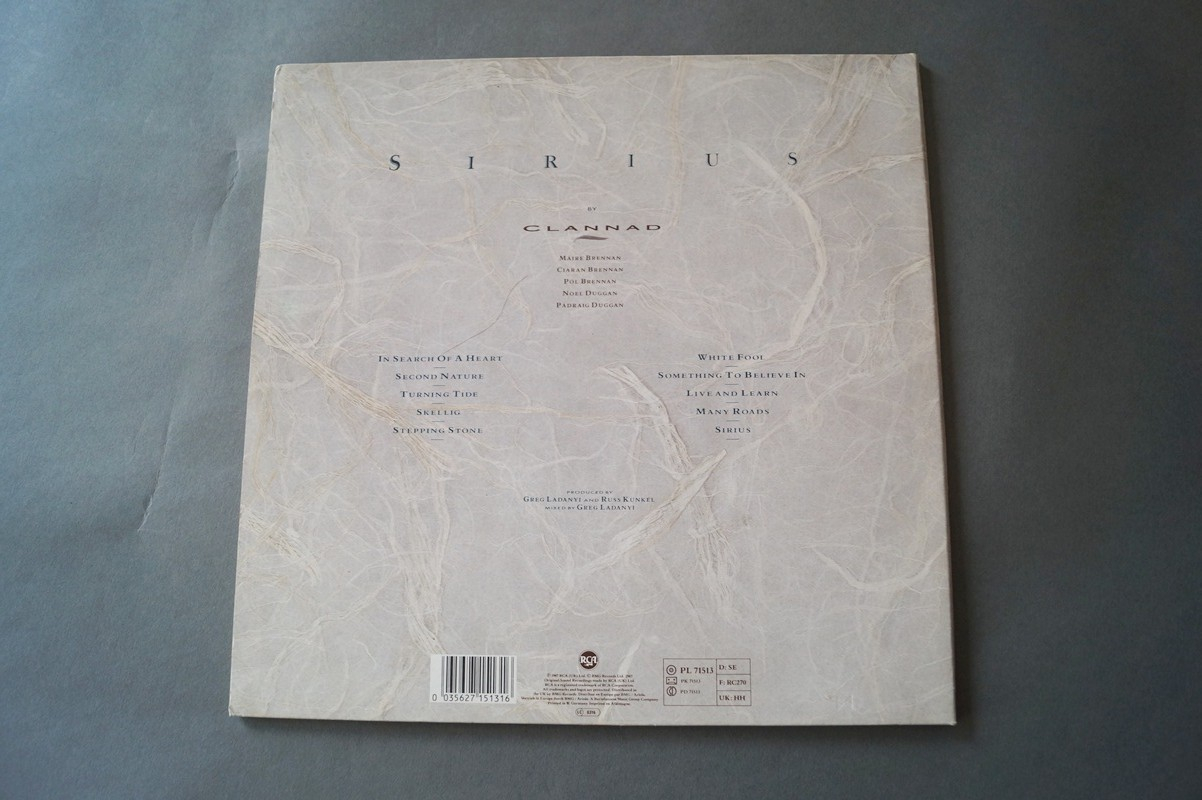 SIRIUS
BY
CLANNAD
MAIRE BRENNAN
CIARAN BRENNAN
POL BRENNAN
NOEL DUGGAN
PADRAIG DUGGAN
IN SEARCH OF A HEART
SECOND NATURE
TURNING TIDE
SKELLIG
STEPPING STONE
WHITE FOOL
SOMETHING TO BELIEVE IN
LIVE AND LEARN
MANY ROADS
SIRIUS
PRODUCED BY
GREG LADANYI AND RUSS KUNKEL
MIXED BY GREG LADANYI
0 035627 151316
RCA
PL 71513
PK 71513
PD 71513
D: SE
F: RC270
UK: HH